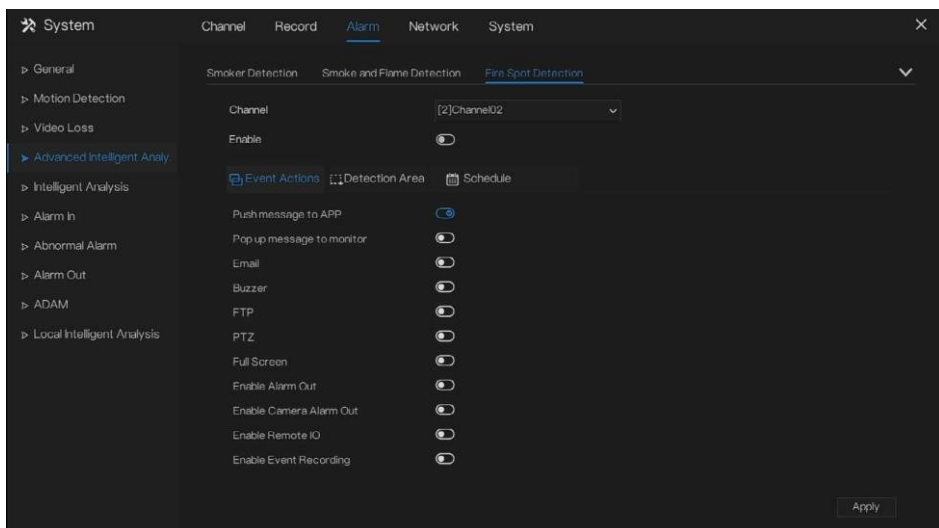 System
Channel Record Alarm Network System
General
Motion Detection
Video Loss
Advanced Intelligent Analy.
Intelligent Analysis
Alarm In
Abnormal Alarm
Alarm Out
ADAM
Local Intelligent Analysis
Smoker Detection Smoke and Flame Detection Fire Spot Detection
Channel [2]Channel02
Enable
Event Actions Detection Area Schedule
Push message to APP
Pop up message to monitor
Email
Buzzer
FTP
PTZ
Full Screen
Enable Alarm Out
Enable Camera Alarm Out
Enable Remote IO
Enable Event Recording
Apply